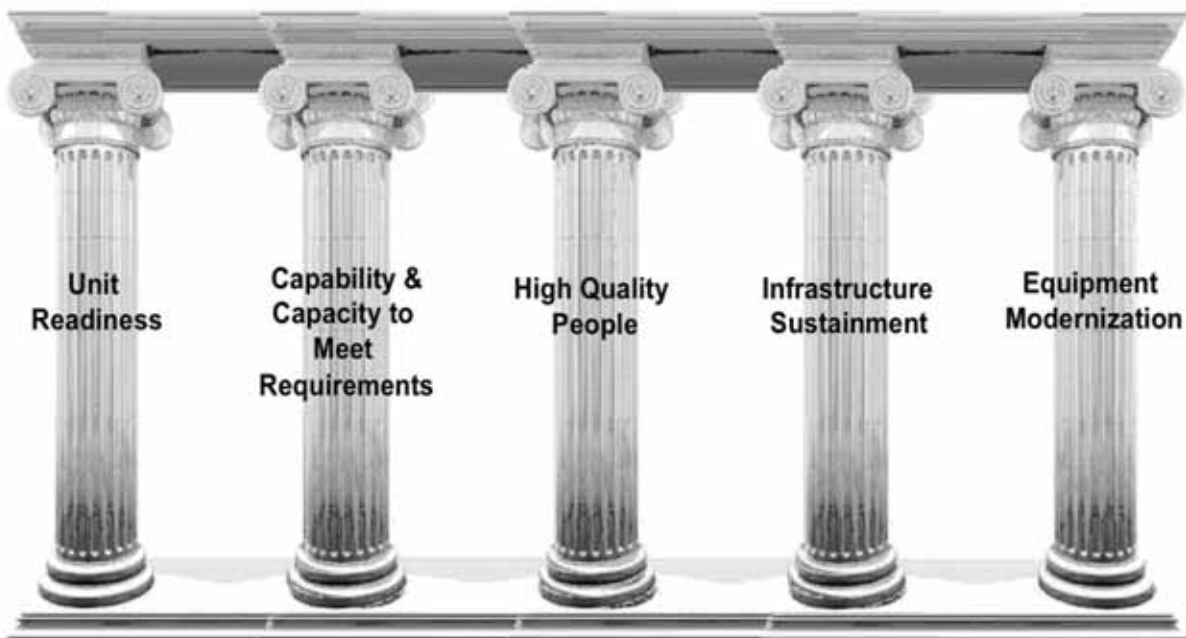 Unit
Readiness
Capability &
Capacity to
Meet
Requirements
High Quality
People
Infrastructure
Sustainment
Equipment
Modernization